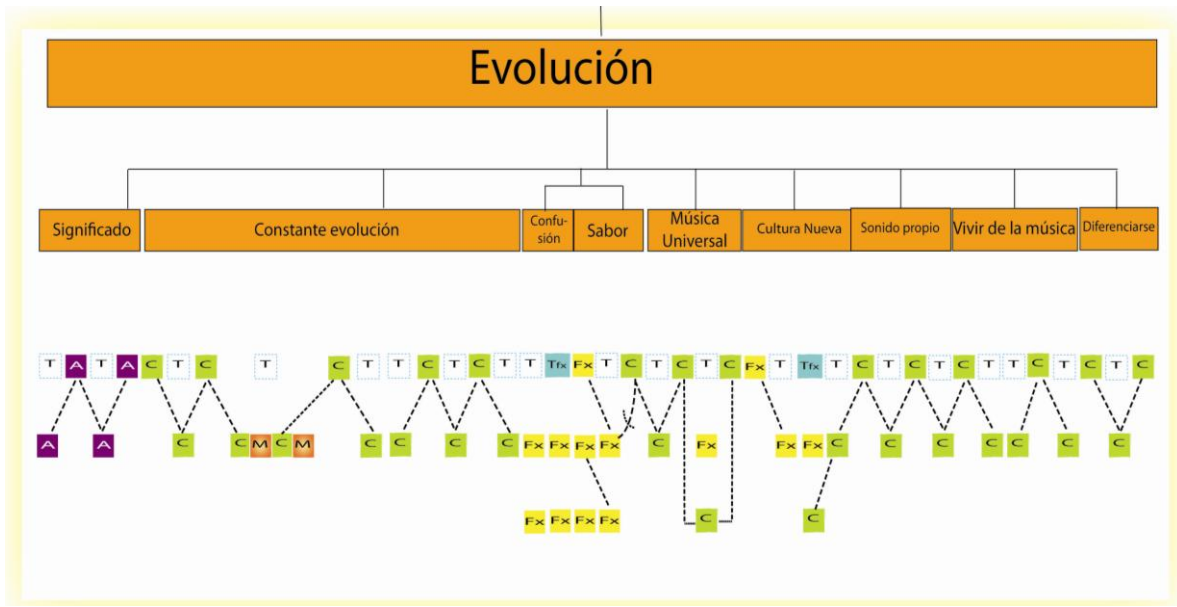 Evolución
Significado
Constante evolución
Confu-
sión
Sabor
Música
Universal
Cultura Nueva
Sonido propio
Vivir de la música
Diferenciarse
T A T A C T C T C T T C T C T T Tfx Fx T C T C T C Fx T Tfx T C T C T C T T C T C T C
A A C C M C M C C C C Fx Fx Fx Fx C Fx Fx Fx C C C C C C C
Fx Fx Fx Fx C C